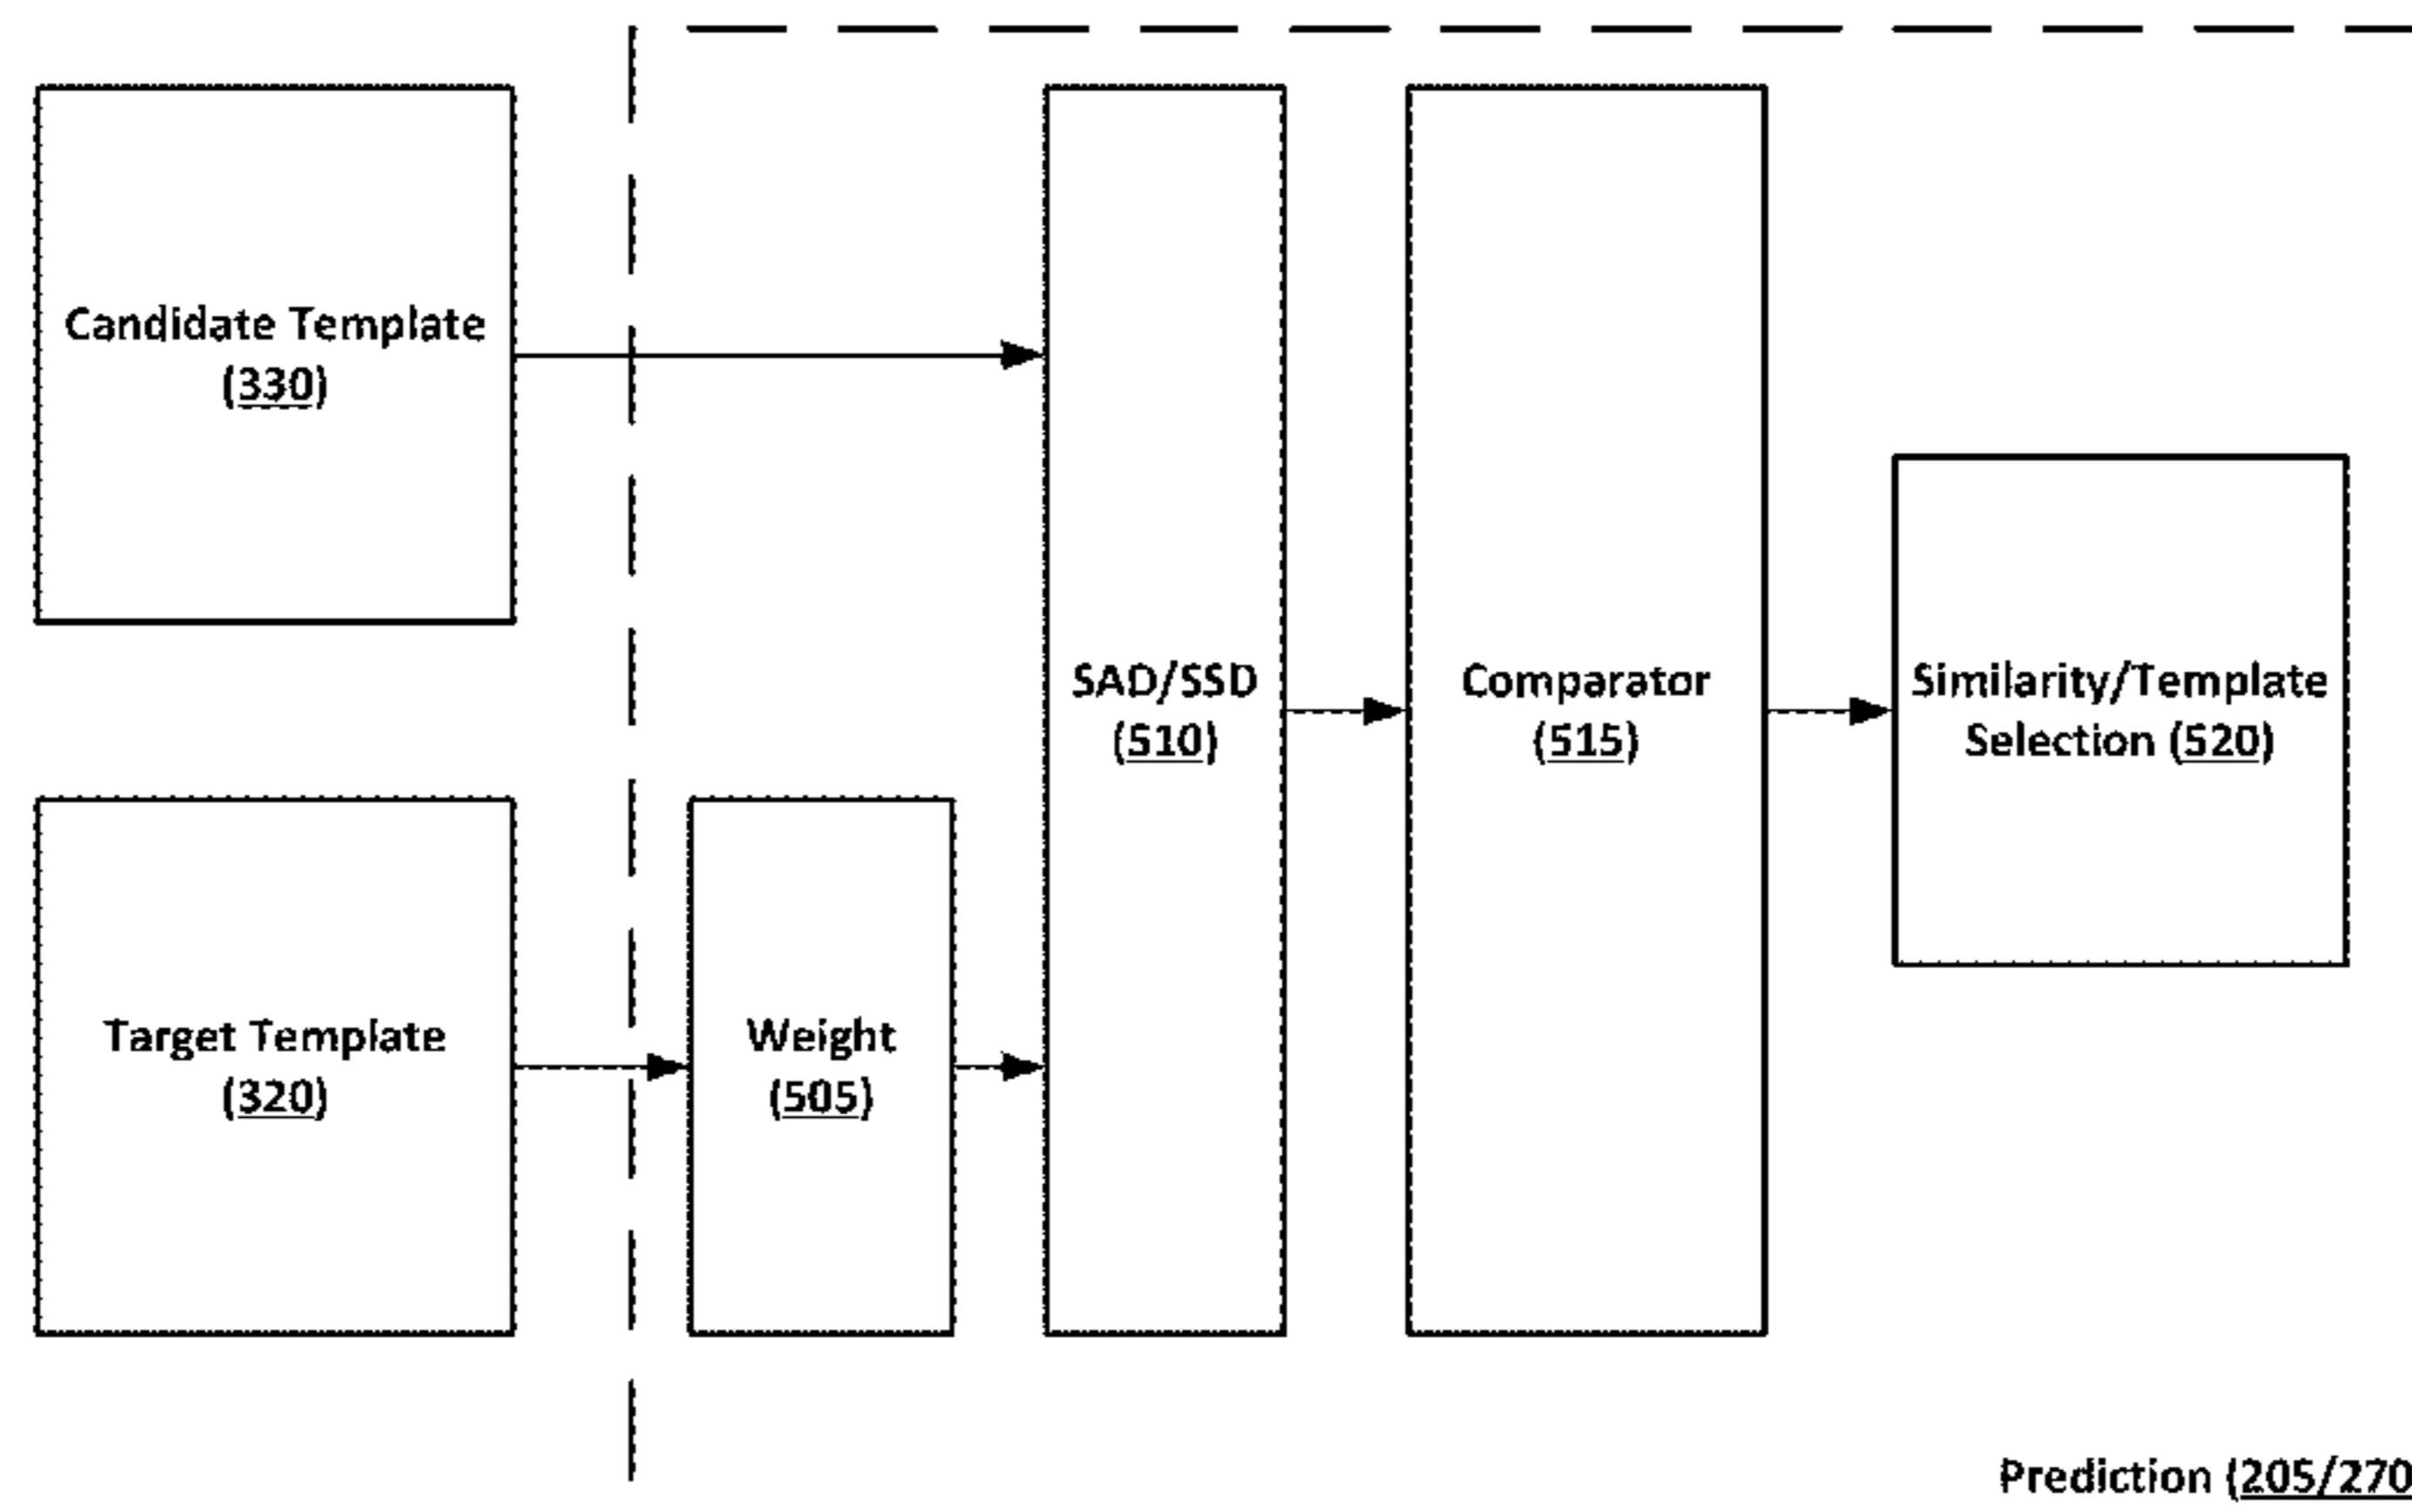 Candidate Template
(330)
SAD/SSD
(510)
Comparator
(515)
Similarity/Template
Selection (520)
Target Template
(320)
Weight
(505)
Prediction (205/270